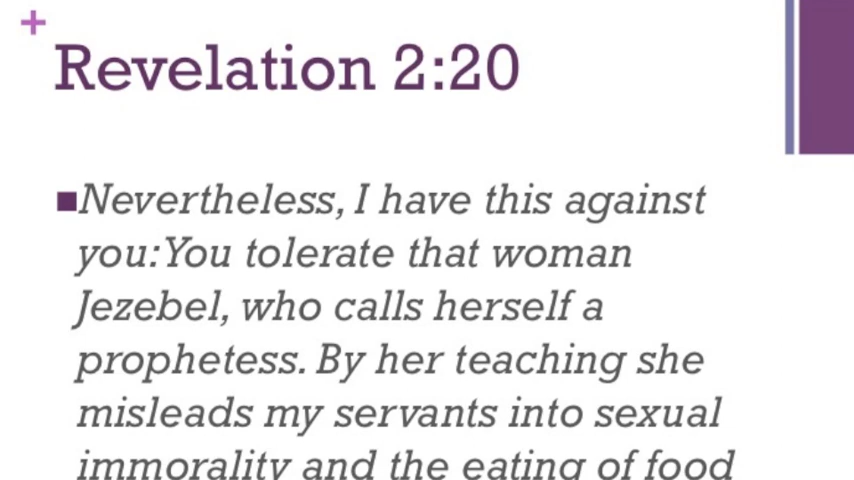 +
Revelation 2:20
■Nevertheless, I have this against
you:You tolerate that woman
Jezebel, who calls herself a
prophetess. By her teaching she
misleads my servants into sexual
immorality and the eating of food